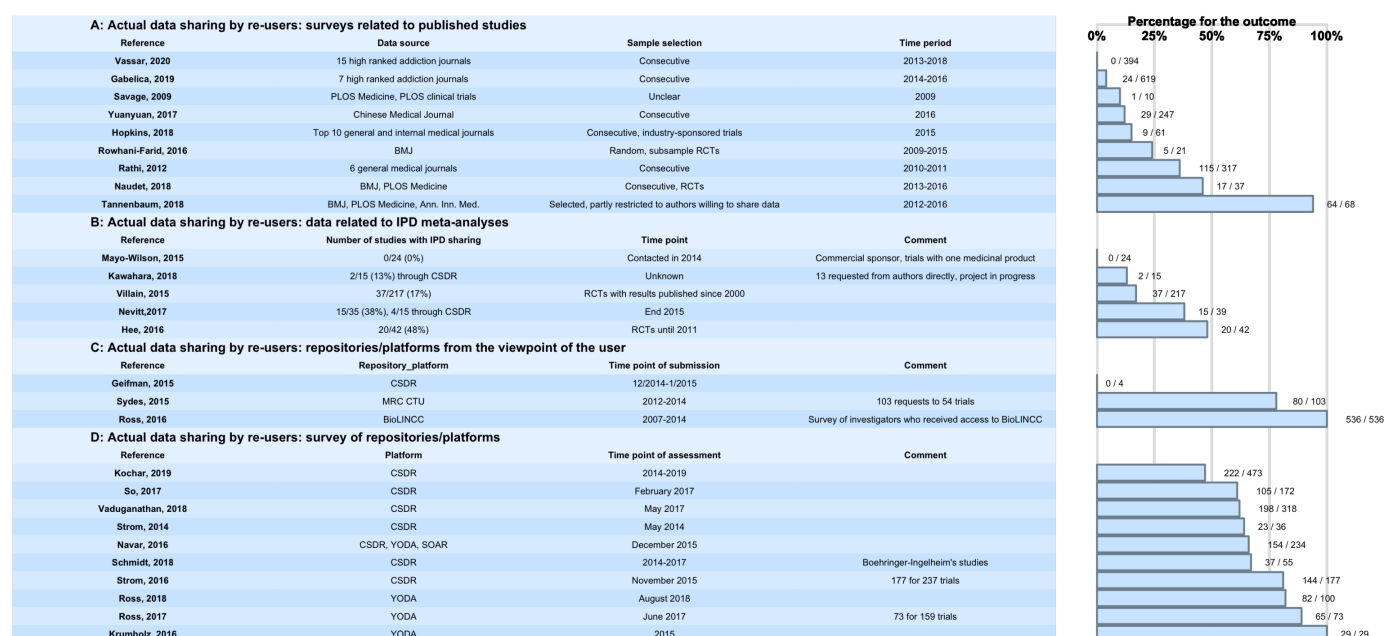 A: Actual data sharing by re-users: surveys related to published studies Percentage for the outcome
0% 25% 50% 75% 100%
Reference Data source Sample selection Time period
Vassar, 2020 15 high ranked addiction journals Consecutive 2013-2018 0 / 394
Gabelica, 2019 7 high ranked addiction journals Consecutive 2014-2016 24 / 619
Savage, 2009 PLOS Medicine, PLOS clinical trials Unclear 2009 1 / 10
Yuanyuan, 2017 Chinese Medical Journal Consecutive 2016 29 / 247
Hopkins, 2018 Top 10 general and internal medical journals Consecutive, industry-sponsored trials 2015 9 / 61
Rowhani-Farid, 2016 BMJ Random, subsample RCTs 2009-2015 5 / 21
Rathi, 2012 6 general medical journals Consecutive 2010-2011 115 / 317
Naudet, 2018 BMJ, PLOS Medicine Consecutive, RCTs 2013-2016 17 / 37
Tannenbaum, 2018 BMJ, PLOS Medicine, Ann. Inn. Med. Selected, partly restricted to authors willing to share data 2012-2016 64 / 68
B: Actual data sharing by re-users: data related to IPD meta-analyses
Reference Number of studies with IPD sharing Time point Comment
Mayo-Wilson, 2015 0/24 (0%) Contacted in 2014 Commercial sponsor, trials with one medicinal product 0 / 24
Kawahara, 2018 2/15 (13%) through CSDR Unknown 13 requested from authors directly, project in progress 2 / 15
Villain, 2015 37/217 (17%) RCTs with results published since 2000 37 / 217
Nevitt,2017 15/35 (38%), 4/15 through CSDR End 2015 15 / 39
Hee, 2016 20/42 (48%) RCTs until 2011 20 / 42
C: Actual data sharing by re-users: repositories/platforms from the viewpoint of the user
Reference Repository_platform Time point of submission Comment
Geifman, 2015 CSDR 12/2014-1/2015 0 / 4
Sydes, 2015 MRC CTU 2012-2014 103 requests to 54 trials 80 / 103
Ross, 2016 BioLINCC 2007-2014 Survey of investigators who received access to BioLINCC 536 / 536
D: Actual data sharing by re-users: survey of repositories/platforms
Reference Platform Time point of assessment Comment
Kochar, 2019 CSDR 2014-2019 222 / 473
So, 2017 CSDR February 2017 105 / 172
Vaduganathan, 2018 CSDR May 2017 198 / 318
Strom, 2014 CSDR May 2014 23 / 36
Navar, 2016 CSDR, YODA, SOAR December 2015 154 / 234
Schmidt, 2018 CSDR 2014-2017 Boehringer-Ingelheim's studies 37 / 55
Strom, 2016 CSDR November 2015 177 for 237 trials 144 / 177
Ross, 2018 YODA August 2018 82 / 100
Ross, 2017 YODA June 2017 73 for 159 trials 65 / 73
Krumholz, 2016 YODA 2015 29 / 29